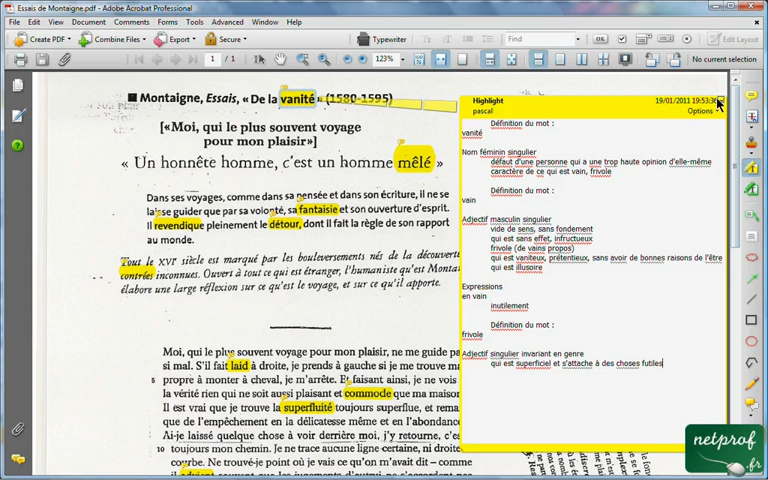 Essais de Montaigne.pdf - Adobe Acrobat Professional
File Edit View Document Comments Forms Tools Advanced Window Help
Create PDF Combine Files Export Secure Typewriter Find OK Edit Layout
1 / 1 123% No current selection
■ Montaigne, Essais, « De la vanité » (1580-1595)
[«Moi, qui le plus souvent voyage
pour mon plaisir»]
« Un honnête homme, c'est un homme mêlé »
Dans ses voyages, comme dans sa pensée et dans son écriture, il ne se
laisse guider que par sa volonté, sa fantaisie et son ouverture d'esprit.
Il revendique pleinement le détour, dont il fait la règle de son rapport
au monde.
Tout le XVIe siècle est marqué par les bouleversements nés de la découverte
contrées inconnues. Ouvert à tout ce qui est étranger, l'humaniste qu'est Montai
élabore une large réflexion sur ce qu'est le voyage, et sur ce qu'il apporte.
Moi, qui le plus souvent voyage pour mon plaisir, ne me guide pa
si mal. S'il fait laid à droite, je prends à gauche si je me trouve ma
5 propre à monter à cheval, je m'arrête. Et faisant ainsi, je ne vois
la vérité rien qui ne soit aussi plaisant et commode que ma maison
Il est vrai que je trouve la superfluité toujours superflue, et rema
que de l'empêchement en la délicatesse même et en l'abondance
Ai-je laissé quelque chose à voir derrière moi, j'y retourne, c'est
10 toujours mon chemin. Je ne trace aucune ligne certaine, ni droite
courbe. Ne trouvé-je point où je vais ce qu'on m'avait dit – comme
Highlight 19/01/2011 19:53:36
pascal Options
Définition du mot :
vanité
Nom féminin singulier
défaut d'une personne qui a une trop haute opinion d'elle-même
caractère de ce qui est vain, frivole
Définition du mot :
vain
Adjectif masculin singulier
vide de sens, sans fondement
qui est sans effet, infructueux
frivole (de vains propos)
qui est vaniteux, prétentieux, sans avoir de bonnes raisons de l'être
qui est illusoire
Expressions
en vain
inutilement
Définition du mot :
frivole
Adjectif singulier invariant en genre
qui est superficiel et s'attache à des choses futiles
netprof
.fr